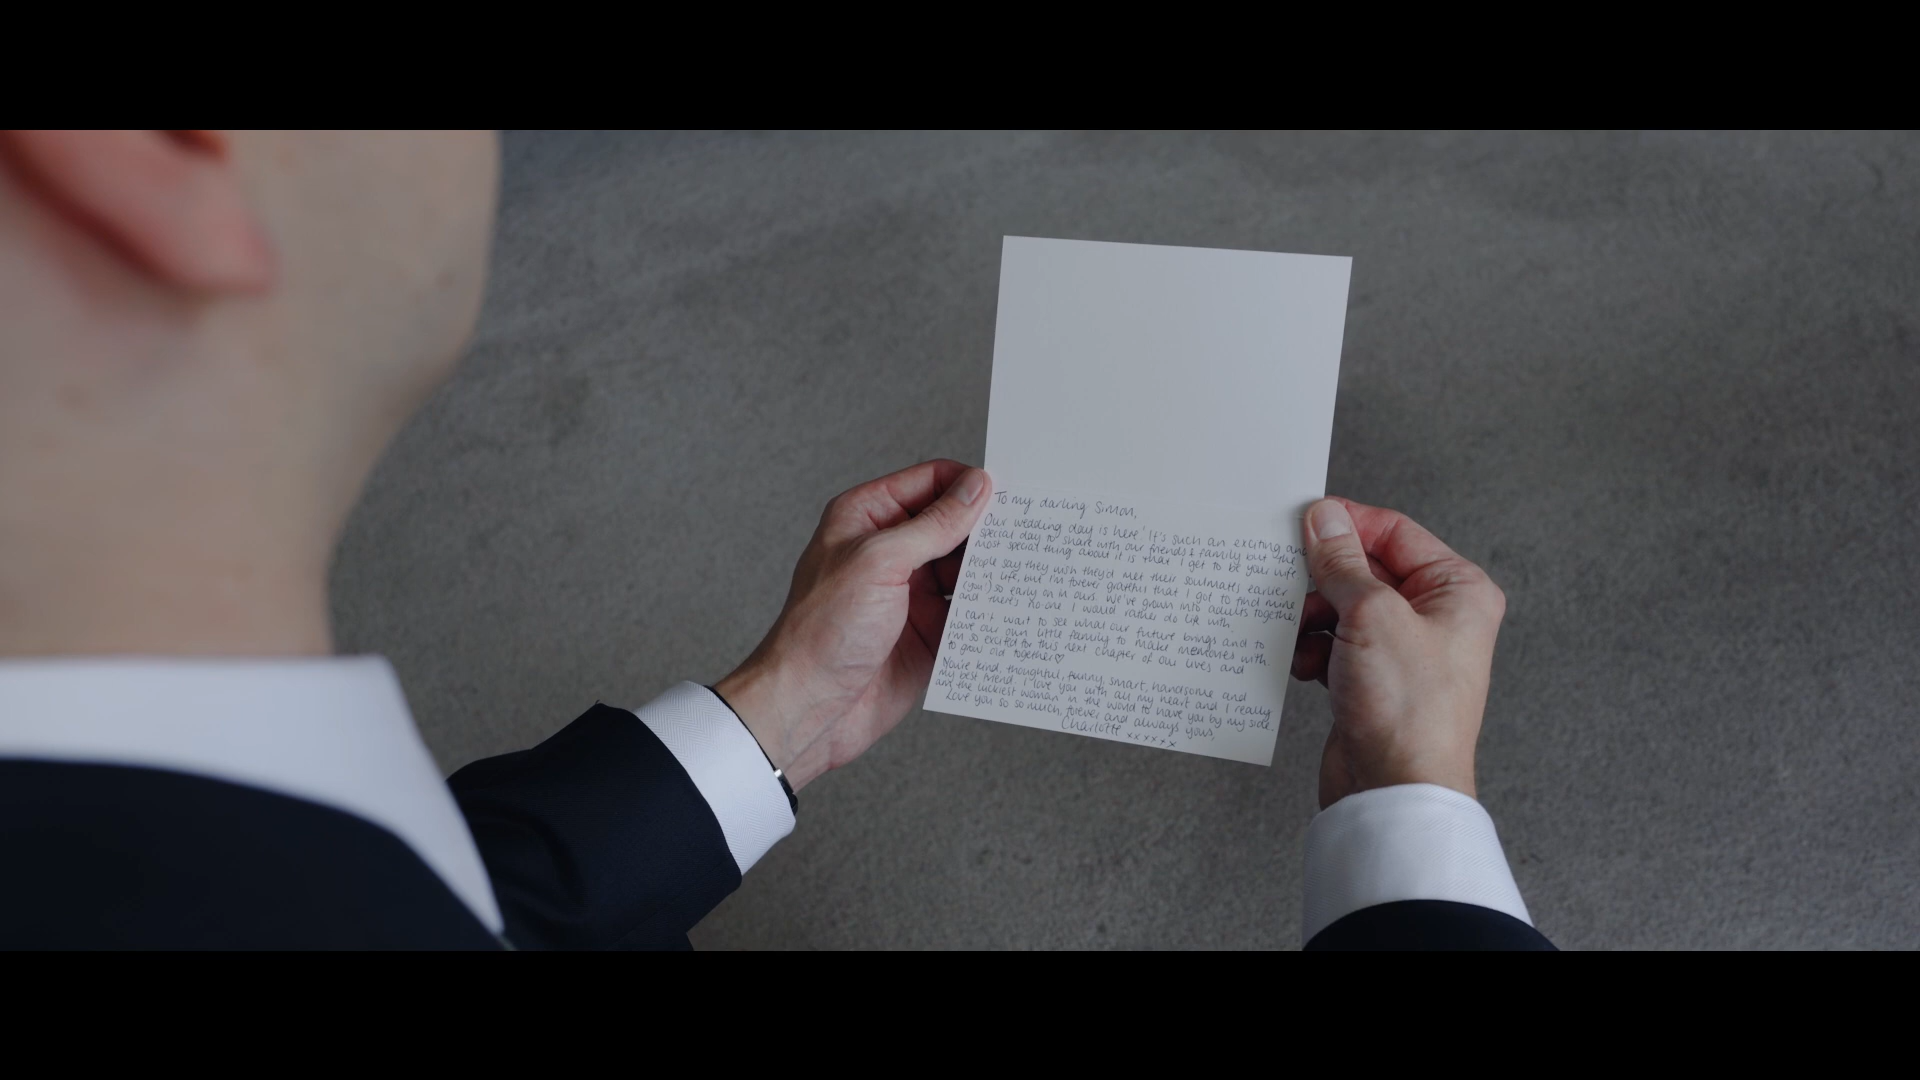 To my darling Simon,
Our wedding day is here! It's such an exciting and
special day to share with our friends & family but the
most special thing about it is that I get to be your wife.
People say they wish they'd met their soulmates earlier
on in life, but I'm forever grateful that I got to find mine
(you!) so early on in ours. We've grown into adults together,
and there's no-one I would rather do life with.
I can't wait to see what our future brings and to
have our own little family to make memories with.
I'm so excited for this next chapter of our lives and
to grow old together♡
You're kind, thoughtful, funny, smart, handsome and
my best friend. I love you with all my heart and I really
am the luckiest woman in the world to have you by my side.
Love you so so much, forever and always yours,
Charlotte xxxxxx